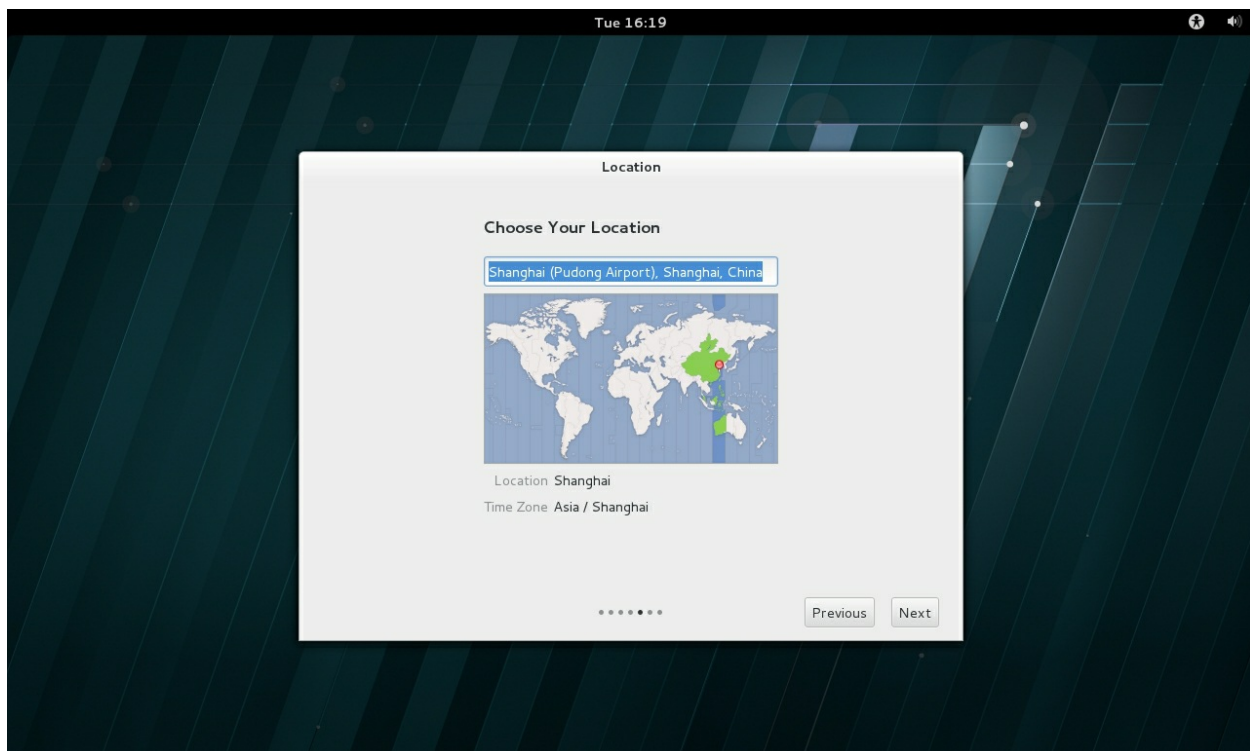 Tue 16:19
Location
Choose Your Location
Shanghai (Pudong Airport), Shanghai, China
Location Shanghai
Time Zone Asia / Shanghai
Previous Next